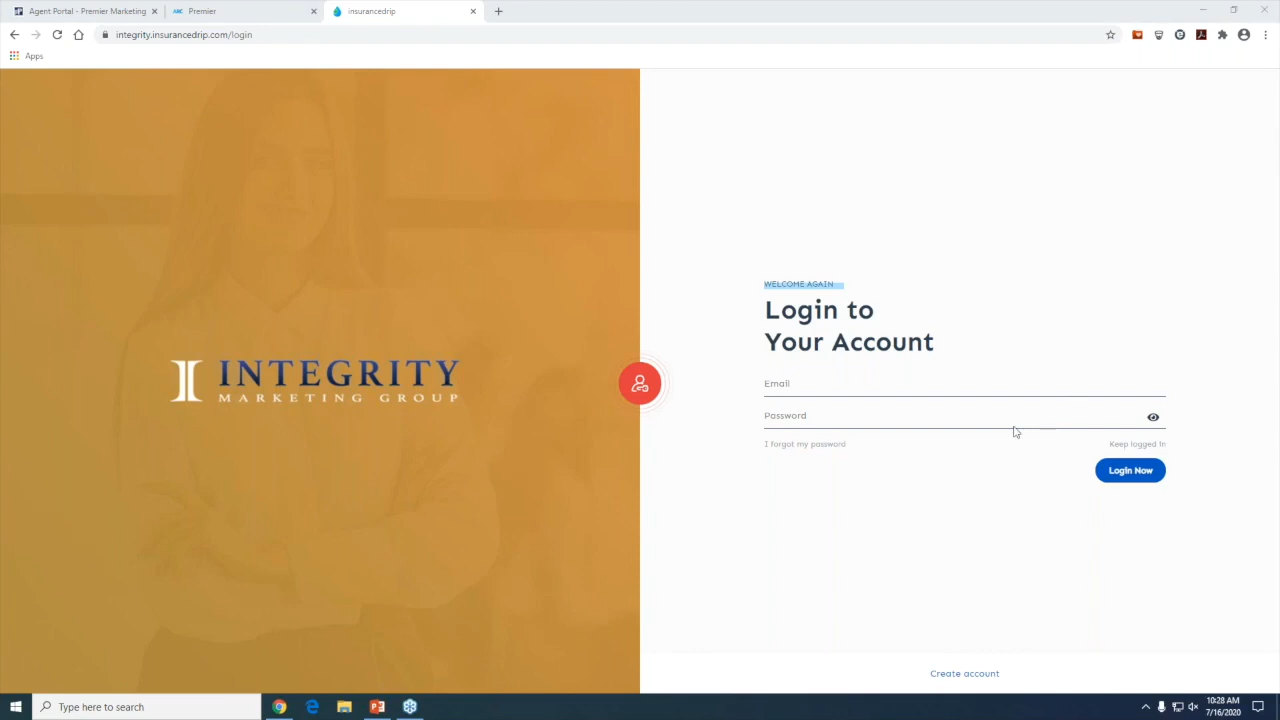 Agent Portal - Premier Marketing
ABC Premier
insurancedrip
integrity.insurancedrip.com/login
Apps
INTEGRITY
MARKETING GROUP
WELCOME AGAIN
Login to
Your Account
Email
Password
I forgot my password
Keep logged in
Login Now
Create account
Type here to search
10:28 AM
7/16/2020